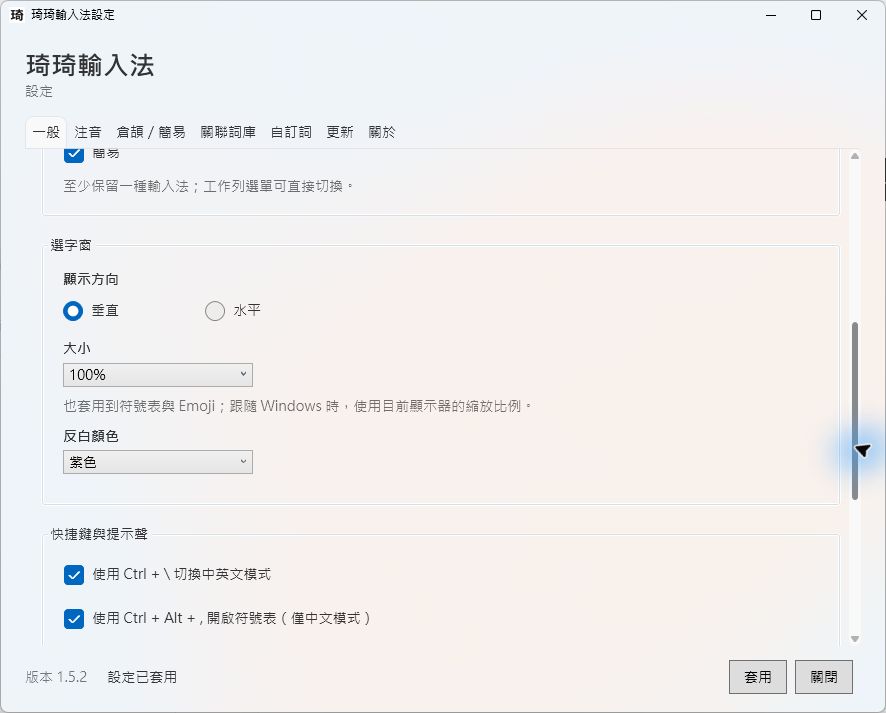 琦 琦琦輸入法設定
琦琦輸入法
設定
一般 注音 倉頡 / 簡易 關聯詞庫 自訂詞 更新 關於
簡易
至少保留一種輸入法；工作列選單可直接切換。
選字窗
顯示方向
垂直 水平
大小
100%
也套用到符號表與 Emoji；跟隨 Windows 時，使用目前顯示器的縮放比例。
反白顏色
紫色
快捷鍵與提示聲
使用 Ctrl + \ 切換中英文模式
使用 Ctrl + Alt + , 開啟符號表（僅中文模式）
版本 1.5.2 設定已套用
套用 關閉